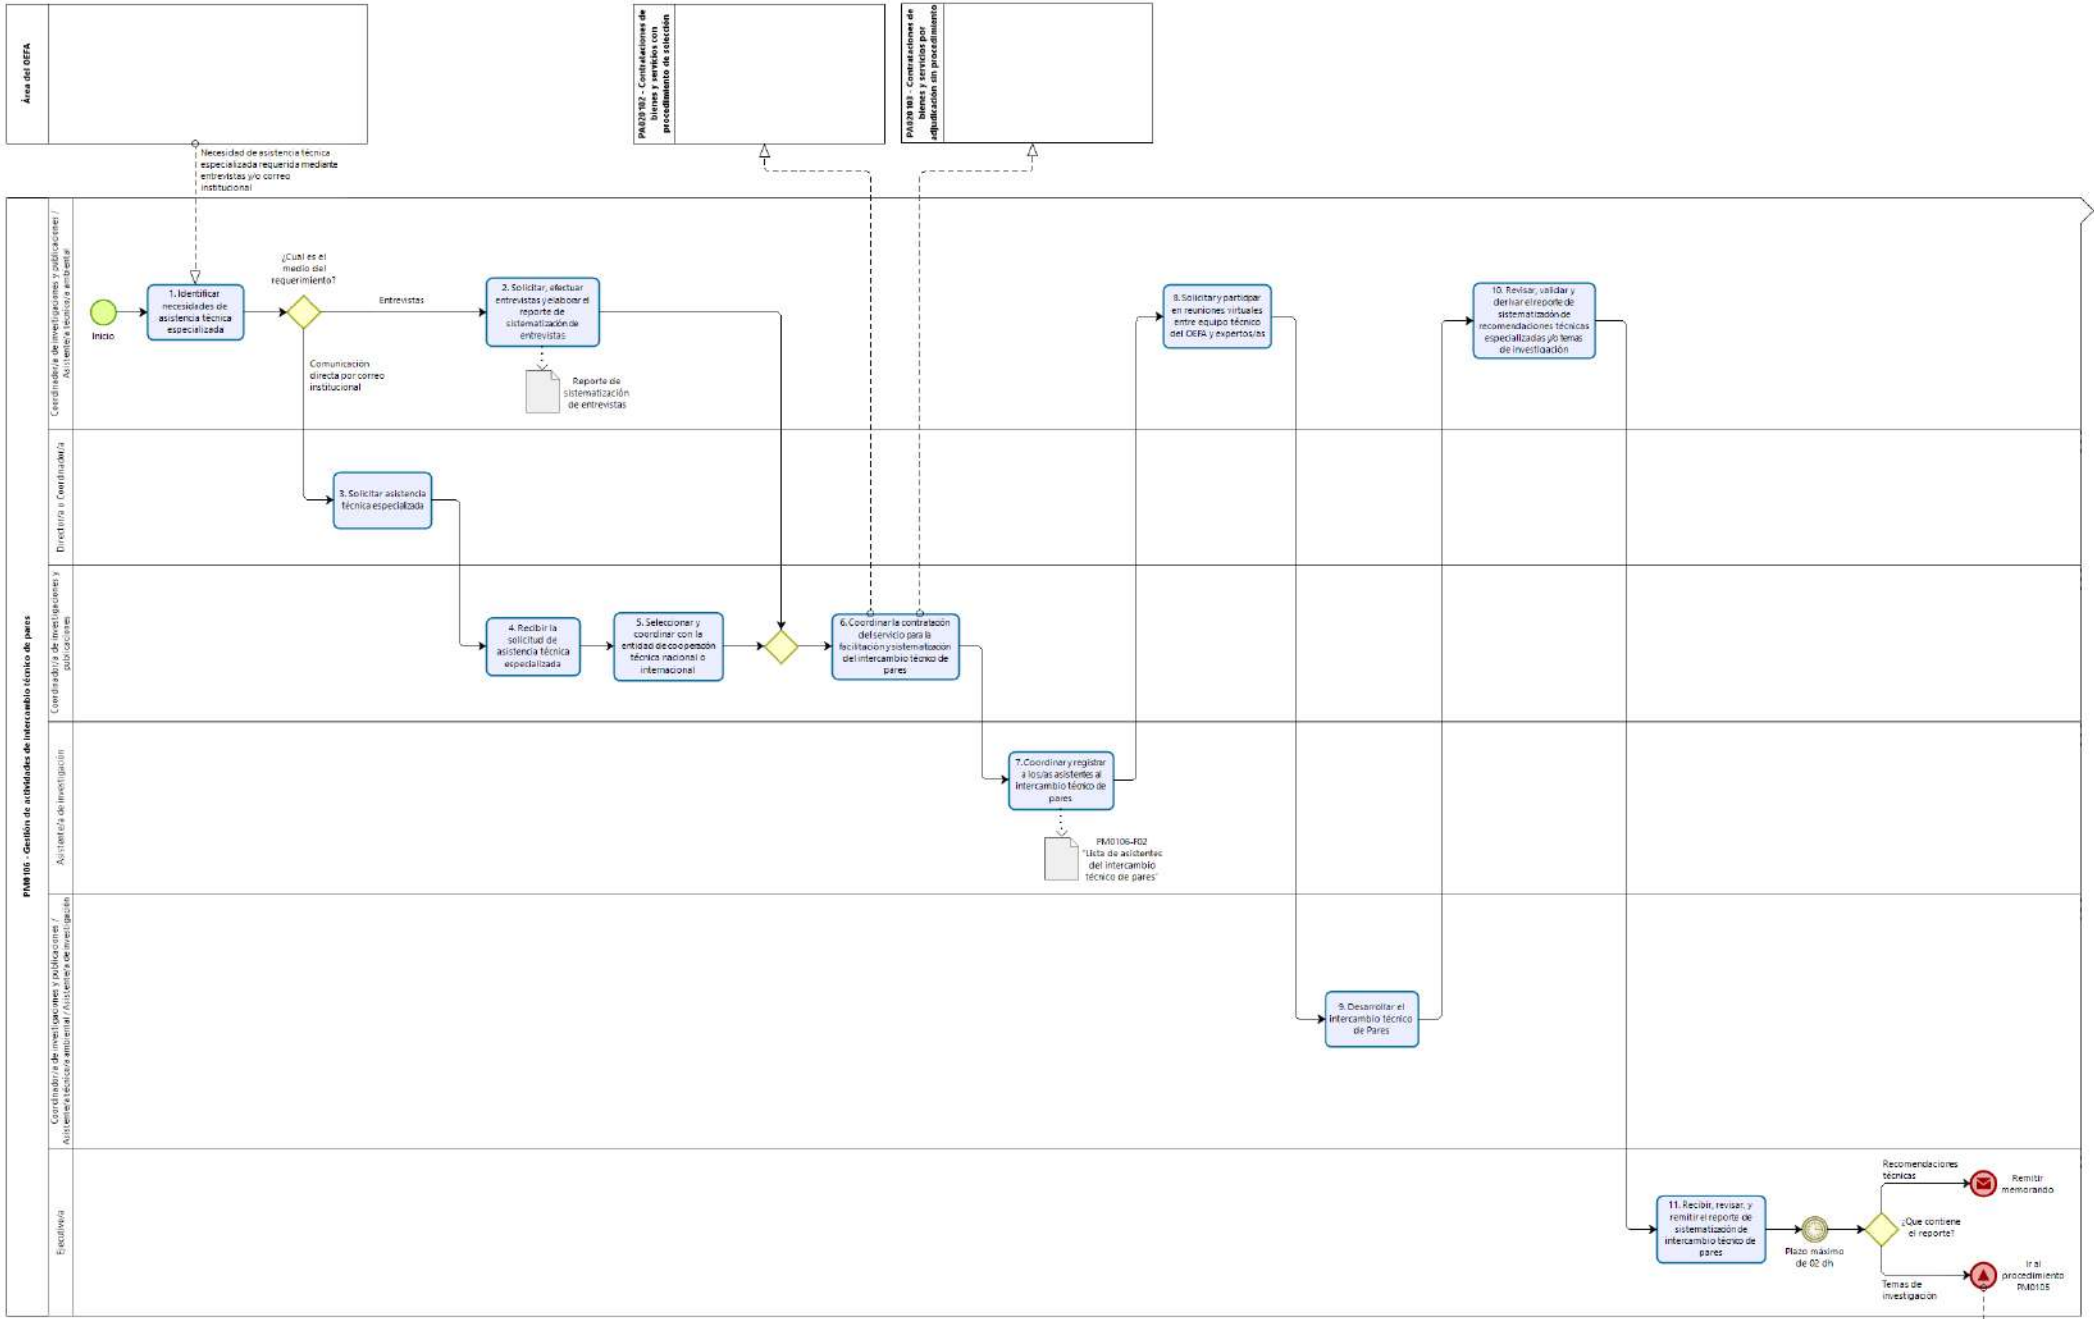 Área del OEFA
PA020102 - Contrataciones de
bienes y servicios con
procedimiento de selección
PA020103 - Contrataciones de
bienes y servicios por
adjudicación sin procedimiento
Necesidad de asistencia técnica
especializada requerida mediante
entrevistas y/o correo
institucional
PM0106 - Gestión de actividades de intercambio técnico de pares
Coordinador/a de investigaciones y publicaciones /
Asistente/a técnico/a ambiental
Inicio
1. Identificar
necesidades de
asistencia técnica
especializada
¿Cuál es el
medio del
requerimiento?
Entrevistas
Comunicación
directa por correo
institucional
2. Solicitar, efectuar
entrevistas y elaborar el
reporte de
sistematización de
entrevistas
Reporte de
sistematización
de entrevistas
8. Solicitar y participar
en reuniones virtuales
entre equipo técnico
del OEFA y expertos/as
10. Revisar, validar y
derivar el reporte de
sistematizadón de
recomendaciones técnicas
especializadas y/o temas
de investigación
Director/a o Coordinador/a
3. Solicitar asistencia
técnica especializada
Coordinador/a de investigaciones y
publicaciones
4. Recibir la
solicitud de
asistencia técnica
especializada
5. Seleccionar y
coordinar con la
entidad de cooperación
técnica nacional o
internacional
6. Coordinar la contratación
del servicio para la
facilitación y sistematización
del intercambio técnico de
pares
Asistente/a de investigación
7. Coordinar y registrar
a los/as asistentes al
intercambio técnico de
pares
PM0106-F02
"Lista de asistentes
del intercambio
técnico de pares"
Coordinador/a de investigaciones y publicaciones /
Asistente/a técnico/a ambiental / Asistente/a de investigación
9. Desarrollar el
intercambio técnico
de Pares
Ejecutivo/a
11. Recibir, revisar, y
remitir el reporte de
sistematización de
intercambio técnico de
pares
Plazo máximo
de 02 dh
¿Que contiene
el reporte?
Recomendaciones
técnicas
Remitir
memorando
Temas de
investigación
Ir al
procedimiento
PM0105